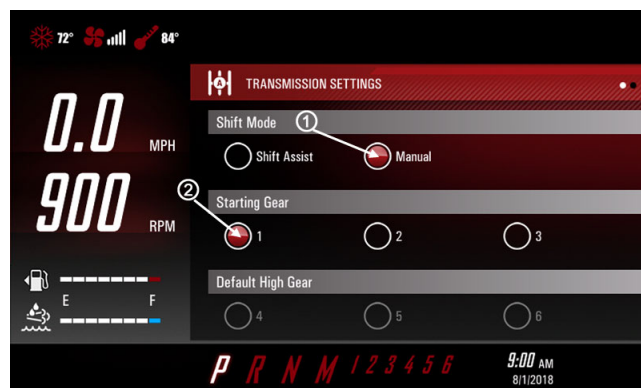 72° 84°
TRANSMISSION SETTINGS
0.0 MPH
Shift Mode 1
Shift Assist Manual
900 RPM
2
Starting Gear
1 2 3
Default High Gear
E F
4 5 6
P R N M 1 2 3 4 5 6
9:00 AM
8/1/2018